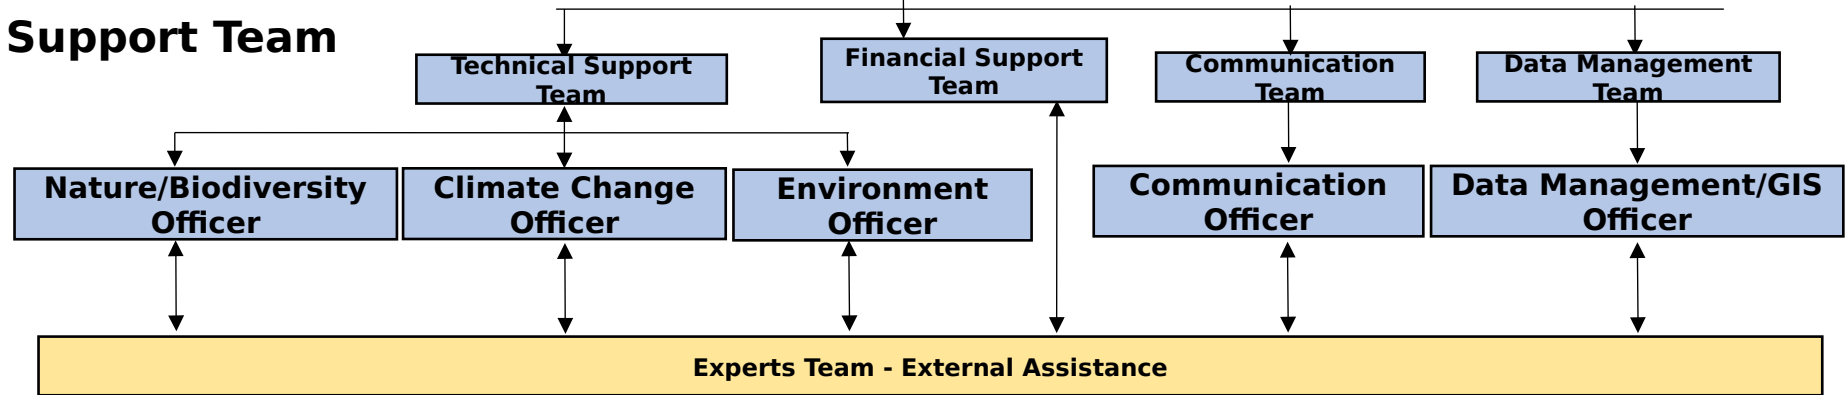 Support Team
Technical Support
Team
Financial Support
Team
Communication
Team
Data Management
Team
Nature/Biodiversity
Officer
Climate Change
Officer
Environment
Officer
Communication
Officer
Data Management/GIS
Officer
Experts Team - External Assistance